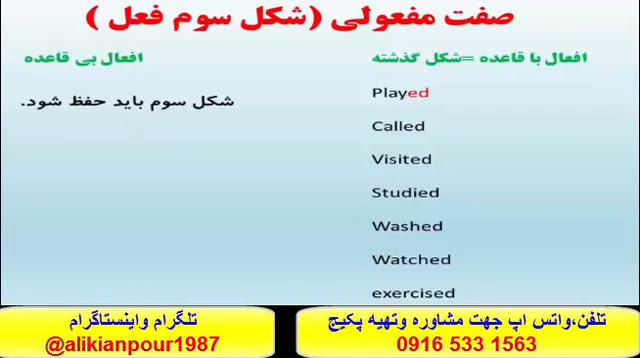 صفت مفعولی (شکل سوم فعل )
افعال با قاعده =شکل گذشته
Played
Called
Visited
Studied
Washed
Watched
exercised
افعال بی قاعده
شکل سوم باید حفظ شود.
تلفن،واتس اپ جهت مشاوره وتهیه پکیج
0916 533 1563
تلگرام واینستاگرام
@alikianpour1987